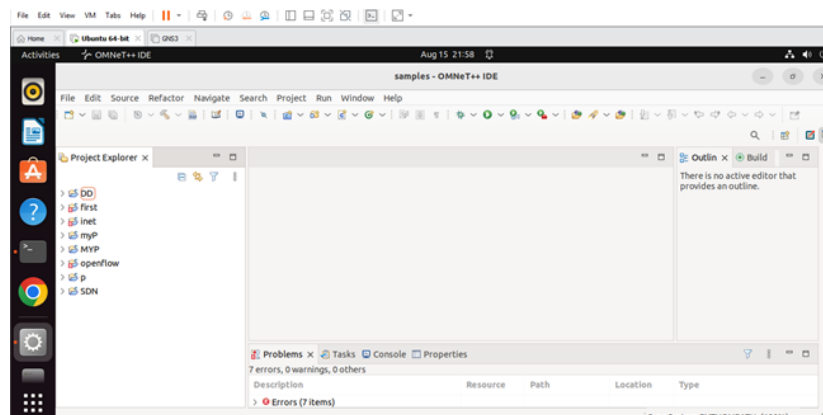 File Edit View VM Tabs Help
Home Ubuntu 64-bit GNS3
Activities OMNeT++ IDE Aug 15 21:58
samples - OMNeT++ IDE
File Edit Source Refactor Navigate Search Project Run Window Help
Project Explorer
Outlin Build
There is no active editor that
provides an outline.
DD
first
inet
myP
MYP
openflow
p
SDN
Problems Tasks Console Properties
7 errors, 0 warnings, 0 others
Description Resource Path Location Type
Errors (7 items)